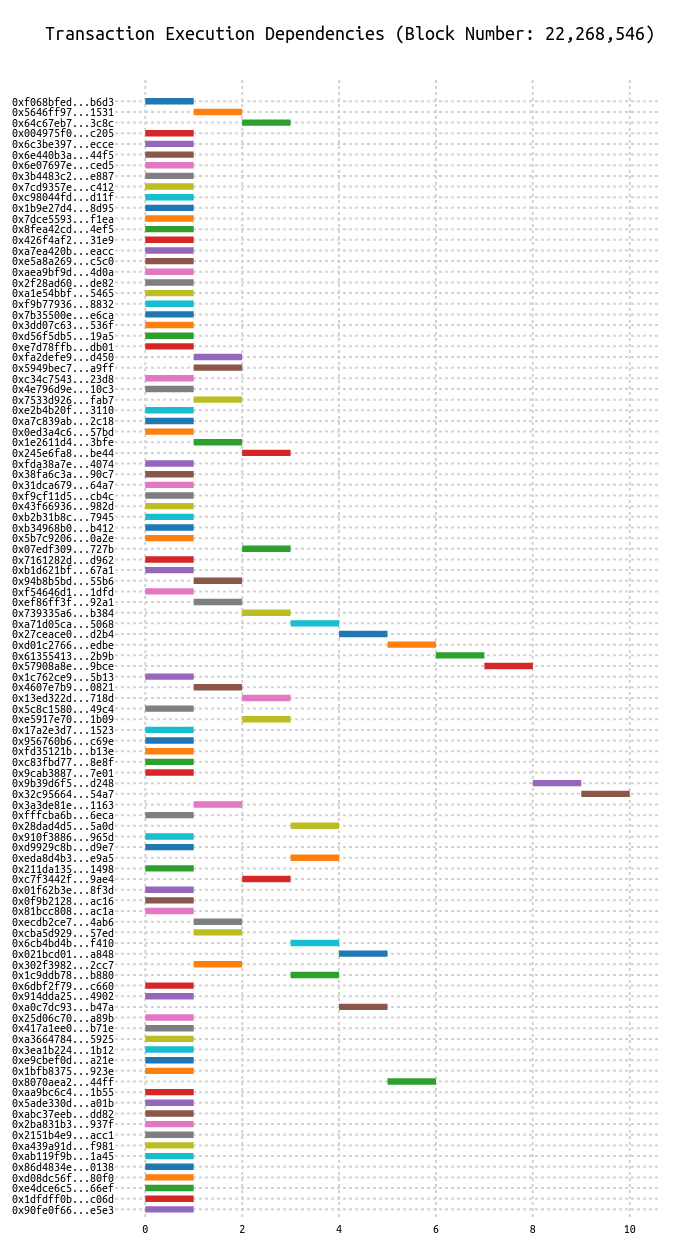 Transaction Execution Dependencies (Block Number: 22,268,546)
0xf068bfed...b6d3
0x5646ff97...1531
0x64c67eb7...3c8c
0x004975f0...c205
0x6c3be397...ecce
0x6e440b3a...44f5
0x6e07697e...ced5
0x3b4483c2...e887
0x7cd9357e...c412
0xc98044fd...d11f
0x1b9e27d4...8d95
0x7dce5593...f1ea
0x8fea42cd...4ef5
0x426f4af2...31e9
0xa7ea420b...eacc
0xe5a8a269...c5c0
0xaea9bf9d...4d0a
0x2f28ad60...de82
0xa1e54bbf...5465
0xf9b77936...8832
0x7b35500e...e6ca
0x3dd07c63...536f
0xd56f5db5...19a5
0xe7d78ffb...db01
0xfa2defe9...d450
0x5949bec7...a9ff
0xc34c7543...23d8
0x4e796d9e...10c3
0x7533d926...fab7
0xe2b4b20f...3110
0xa7c839ab...2c18
0x0ed3a4c6...57bd
0x1e2611d4...3bfe
0x245e6fa8...be44
0xfda38a7e...4074
0x38fa6c3a...90c7
0x31dca679...64a7
0xf9cf11d5...cb4c
0x43f66936...982d
0xb2b31b8c...7945
0xb34968b0...b412
0x5b7c9206...0a2e
0x07edf309...727b
0x7161282d...d962
0xb1d621bf...67a1
0x94b8b5bd...55b6
0xf54646d1...1dfd
0xef86ff3f...92a1
0x739335a6...b384
0xa71d05ca...5068
0x27ceace0...d2b4
0xd01c2766...edbe
0x61355413...2b9b
0x57908a8e...9bce
0x1c762ce9...5b13
0x4607e7b9...0821
0x13ed322d...718d
0x5c8c1580...49c4
0xe5917e70...1b09
0x17a2e3d7...1523
0x956760b6...c69e
0xfd35121b...b13e
0xc83fbd77...8e8f
0x9cab3887...7e01
0x9b39d6f5...d248
0x32c95664...54a7
0x3a3de81e...1163
0xfffcba6b...6eca
0x28dad4d5...5a0d
0x910f3886...965d
0xd9929c8b...d9e7
0xeda8d4b3...e9a5
0x211da135...1498
0xc7f3442f...9ae4
0x01f62b3e...8f3d
0x0f9b2128...ac16
0x81bcc808...ac1a
0xecdb2ce7...4ab6
0xcba5d929...57ed
0x6cb4bd4b...f410
0x021bcd01...a848
0x302f3982...2cc7
0x1c9ddb78...b880
0x6dbf2f79...c660
0x914dda25...4902
0xa0c7dc93...b47a
0x25d06c70...a89b
0x417a1ee0...b71e
0xa3664784...5925
0x3ea1b224...1b12
0xe9cbef0d...a21e
0x1bfb8375...923e
0x8070aea2...44ff
0xaa9bc6c4...1b55
0x5ade330d...a01b
0xabc37eeb...dd82
0x2ba831b3...937f
0x2151b4e9...acc1
0xa439a91d...f981
0xab119f9b...1a45
0x86d4834e...0138
0xd08dc56f...80f0
0xe4dce6c5...66ef
0x1dfdff0b...c06d
0x90fe0f66...e5e3
0 2 4 6 8 10